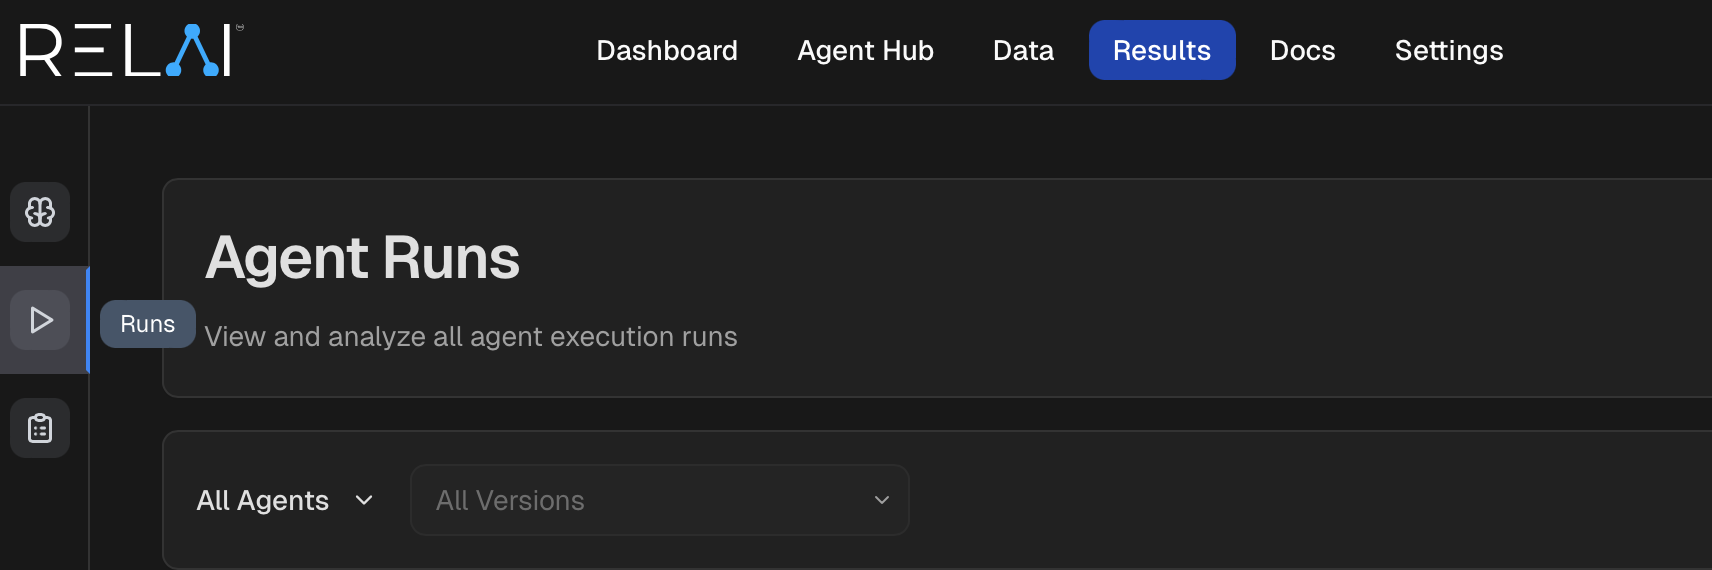 RELAI
Dashboard
Agent Hub
Data
Results
Docs
Settings
Agent Runs
Runs
View and analyze all agent execution runs
All Agents
All Versions